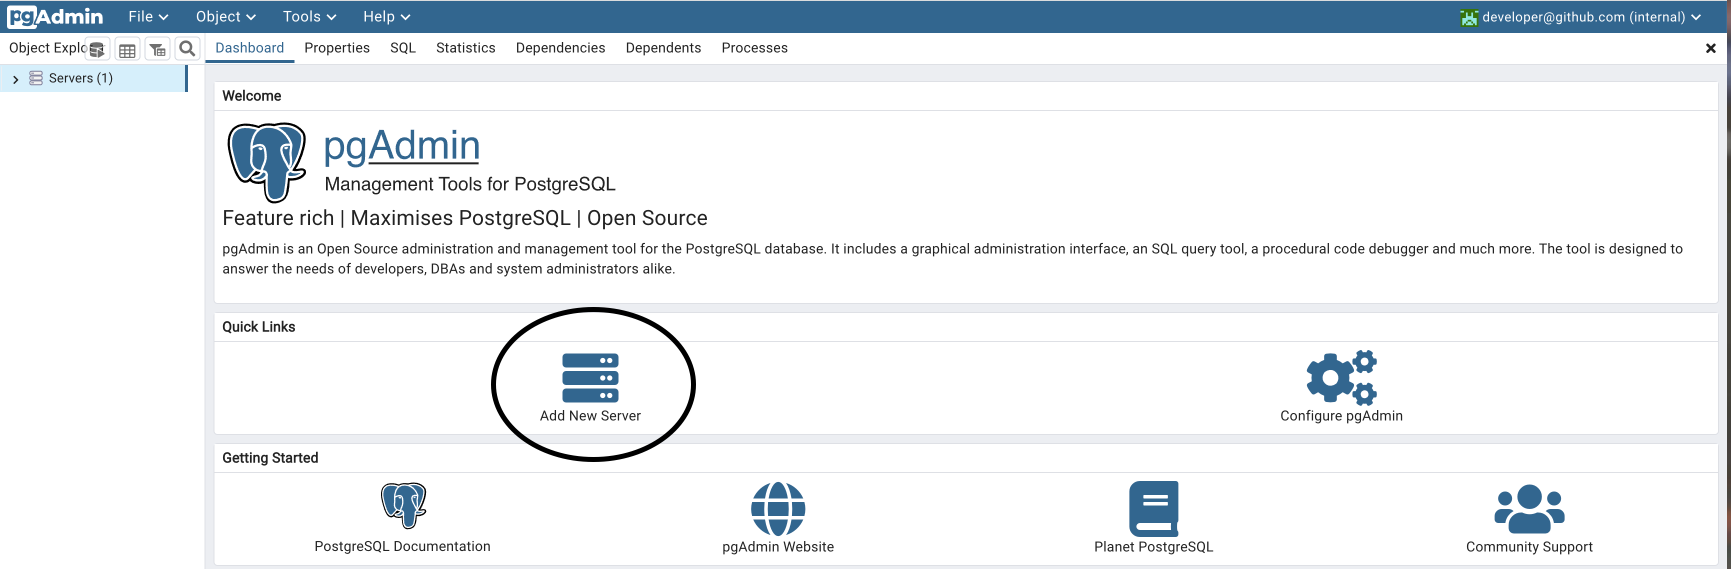 pgAdmin File Object Tools Help developer@github.com (internal)
Object Explo Dashboard Properties SQL Statistics Dependencies Dependents Processes
Servers (1)
Welcome
pgAdmin
Management Tools for PostgreSQL
Feature rich | Maximises PostgreSQL | Open Source
pgAdmin is an Open Source administration and management tool for the PostgreSQL database. It includes a graphical administration interface, an SQL query tool, a procedural code debugger and much more. The tool is designed to
answer the needs of developers, DBAs and system administrators alike.
Quick Links
Add New Server Configure pgAdmin
Getting Started
PostgreSQL Documentation pgAdmin Website Planet PostgreSQL Community Support